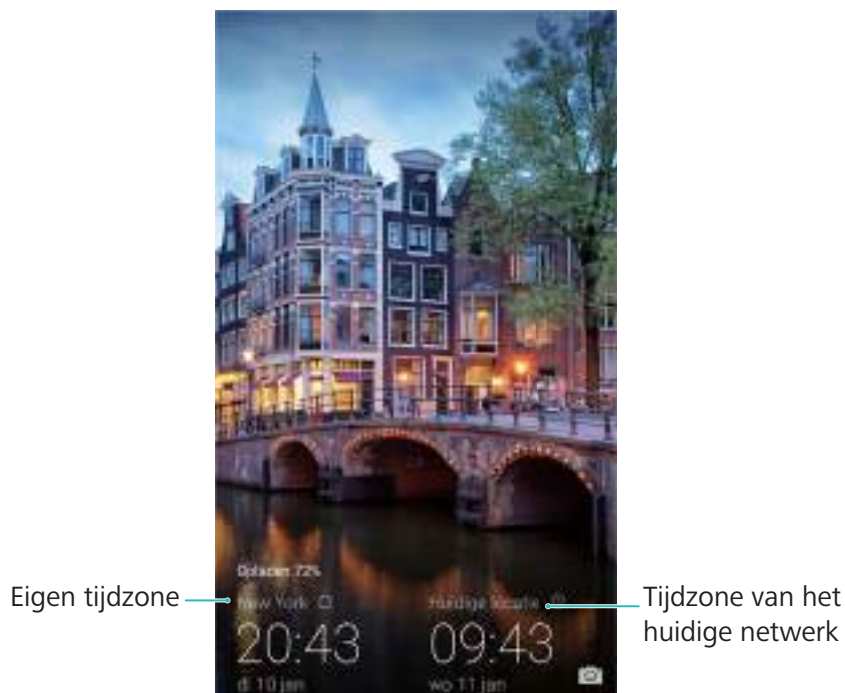 Opladen 72%
Eigen tijdzone
New York
Huidige locatie
Tijdzone van het
huidige netwerk
20:43
09:43
di 10 jan
wo 11 jan